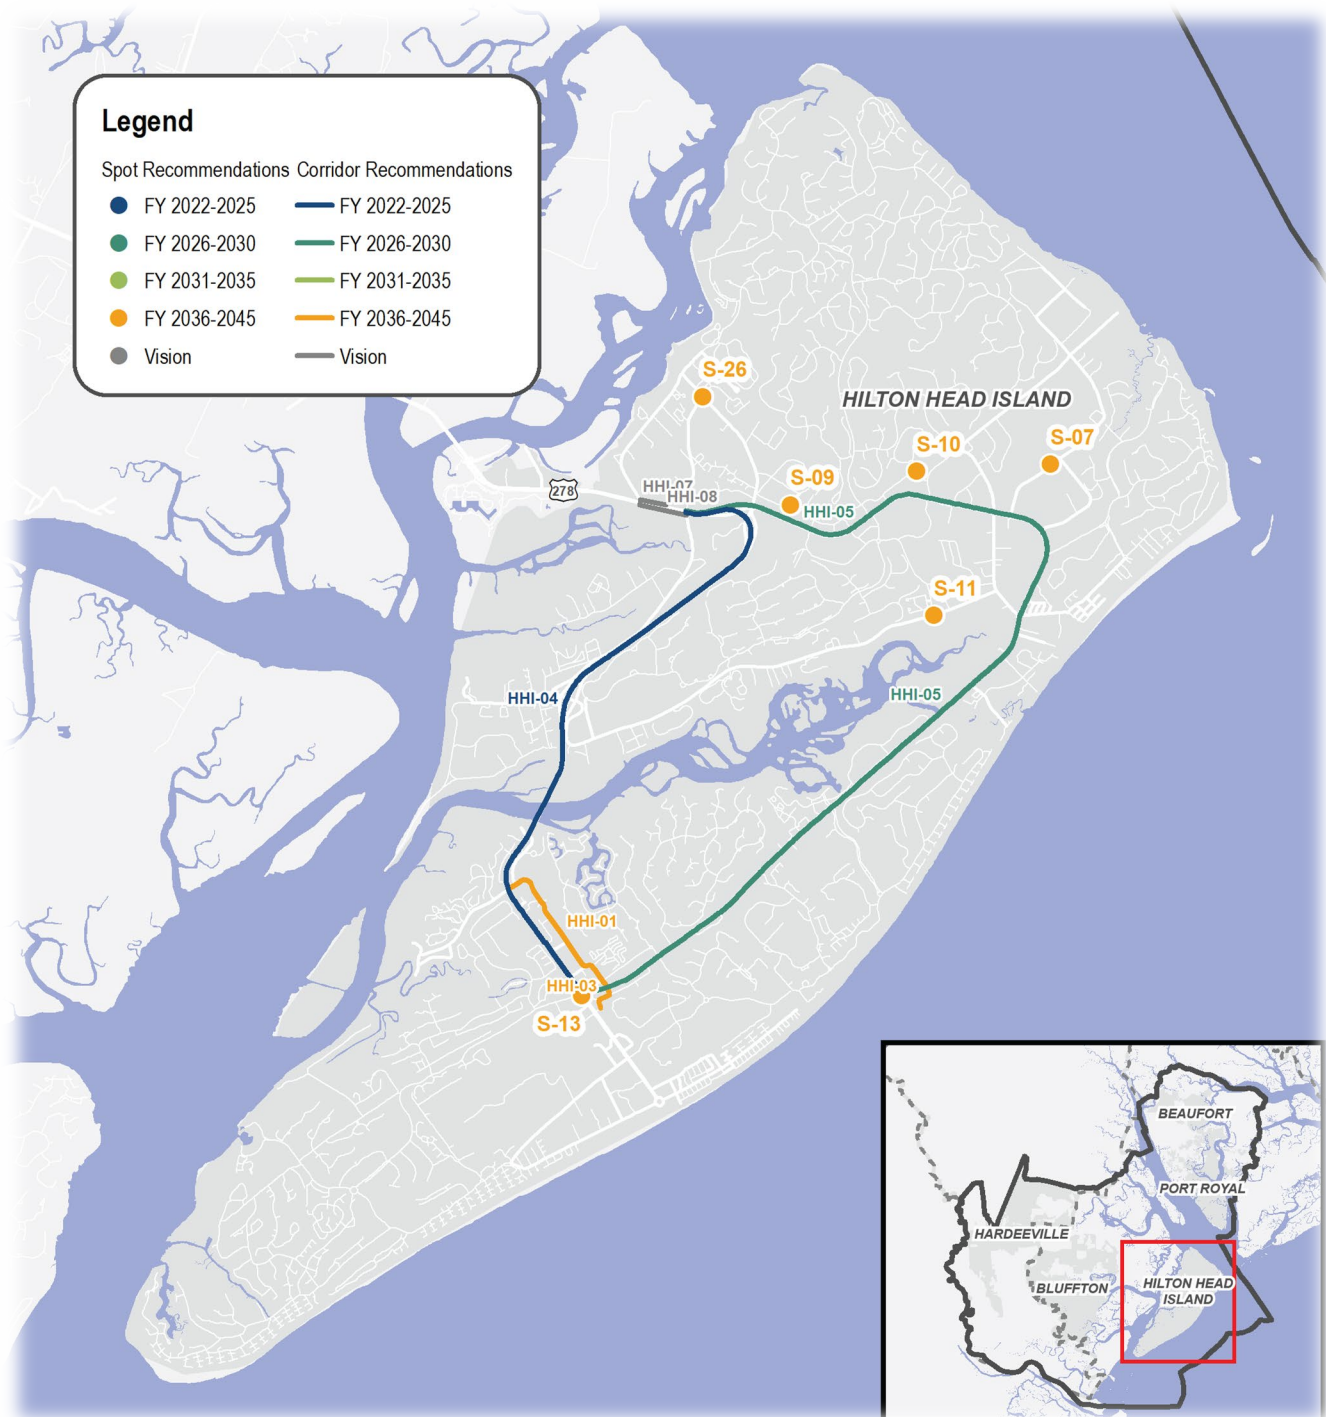 Legend
Spot Recommendations Corridor Recommendations
FY 2022-2025 FY 2022-2025
FY 2026-2030 FY 2026-2030
FY 2031-2035 FY 2031-2035
FY 2036-2045 FY 2036-2045
Vision Vision
S-26
HILTON HEAD ISLAND
S-10
S-07
S-09
HHI-07
HHI-08
278
HHI-05
S-11
HHI-04
HHI-05
HHI-01
HHI-03
S-13
BEAUFORT
PORT ROYAL
HARDEEVILLE
BLUFFTON
HILTON HEAD
ISLAND